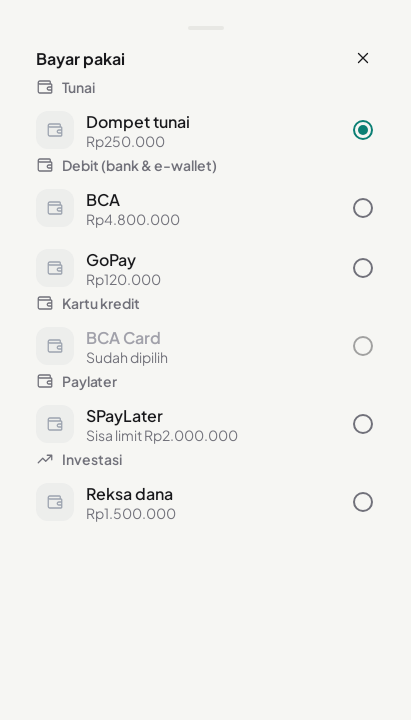 Bayar pakai
Tunai
Dompet tunai
Rp250.000
Debit (bank & e-wallet)
BCA
Rp4.800.000
GoPay
Rp120.000
Kartu kredit
BCA Card
Sudah dipilih
Paylater
SPayLater
Sisa limit Rp2.000.000
Investasi
Reksa dana
Rp1.500.000